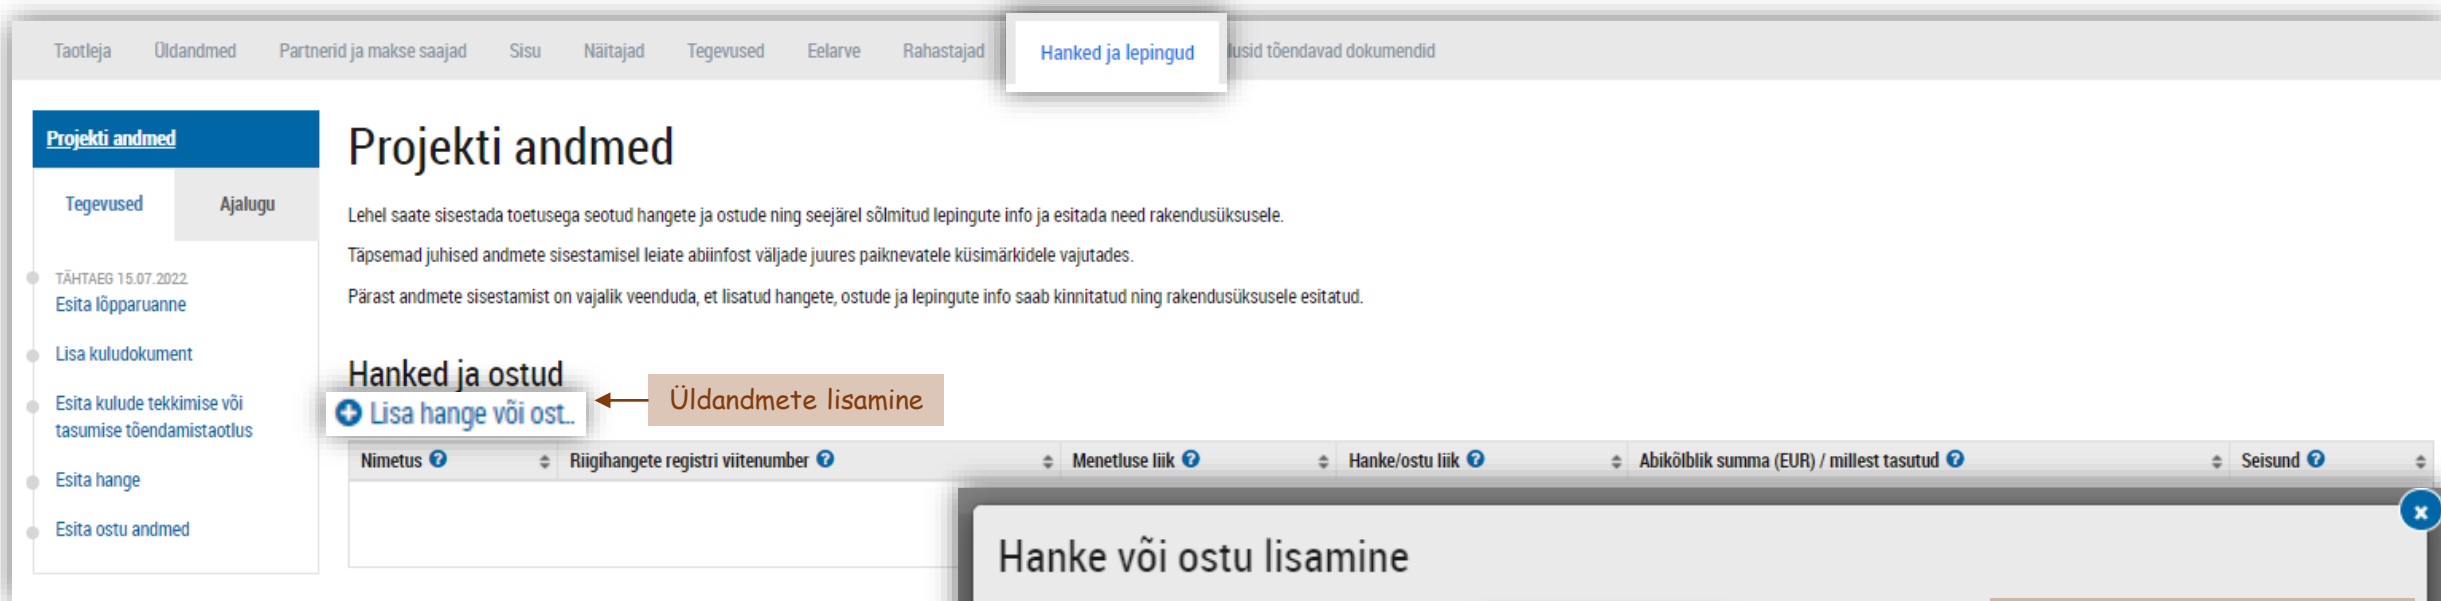 Taotleja Üldandmed Partnerid ja makse saajad Sisu Näitajad Tegevused Eelarve Rahastajad Hanked ja lepingud tõendavad dokumendid
Projekti andmed
Tegevused Ajalugu
TÄHTAEG 15.07.2022
Esita lõpparuanne
Lisa kuludokument
Esita kulude tekkimise või
tasumise tõendamistaotlus
Esita hange
Esita ostu andmed
Projekti andmed
Lehel saate sisestada toetusega seotud hangete ja ostude ning seejärel sõlmitud lepingute info ja esitada need rakendusüksusele.
Täpsemad juhised andmete sisestamisel leiate abiinfost väljade juures paiknevatele küsimärkidele vajutades.
Pärast andmete sisestamist on vajalik veenduda, et lisatud hangete, ostude ja lepingute info saab kinnitatud ning rakendusüksusele esitatud.
Hanked ja ostud
Lisa hange või ost..
Üldandmete lisamine
Nimetus Riigihangete registri viitenumber Menetluse liik Hanke/ostu liik Abikõlblik summa (EUR) / millest tasutud Seisund
Hanke või ostu lisamine